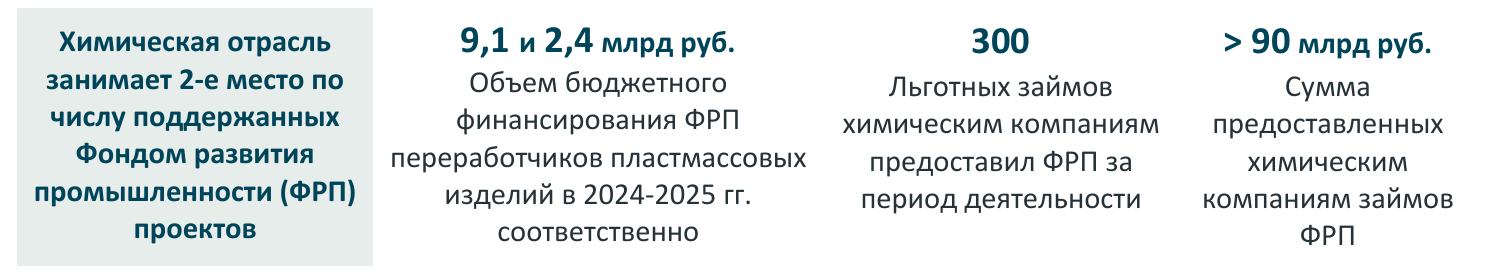 Химическая отрасль
занимает 2-е место по
числу поддержанных
Фондом развития
промышленности (ФРП)
проектов
9,1 и 2,4 млрд руб.
Объем бюджетного
финансирования ФРП
переработчиков пластмассовых
изделий в 2024-2025 гг.
соответственно
300
Льготных займов
химическим компаниям
предоставил ФРП за
период деятельности
> 90 млрд руб.
Сумма
предоставленных
химическим
компаниям займов
ФРП